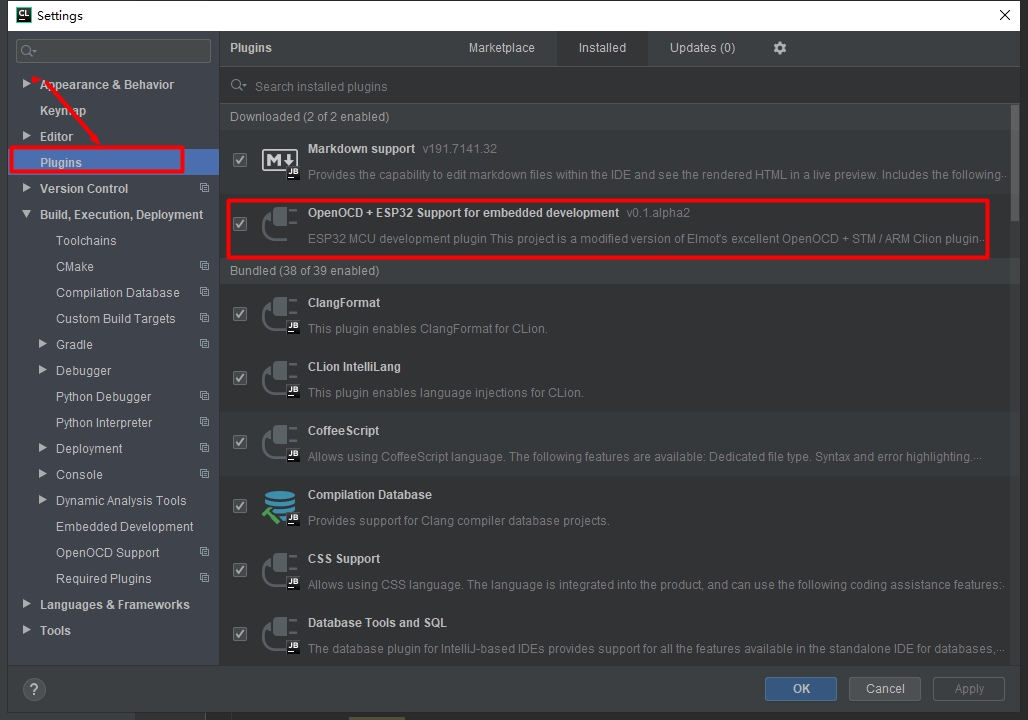 CL
Settings
Plugins
Marketplace
Installed
Updates (0)
Search installed plugins
Appearance & Behavior
Keymap
Editor
Plugins
Version Control
Build, Execution, Deployment
Toolchains
CMake
Compilation Database
Custom Build Targets
Gradle
Debugger
Python Debugger
Python Interpreter
Deployment
Console
Dynamic Analysis Tools
Embedded Development
OpenOCD Support
Required Plugins
Languages & Frameworks
Tools
Downloaded (2 of 2 enabled)
M JB
Markdown support v191.7141.32
Provides the capability to edit markdown files within the IDE and see the rendered HTML in a live preview. Includes the following...
OpenOCD + ESP32 Support for embedded development v0.1.alpha2
ESP32 MCU development plugin This project is a modified version of Elmot's excellent OpenOCD + STM / ARM Clion plugin...
Bundled (38 of 39 enabled)
JB
ClangFormat
This plugin enables ClangFormat for CLion.
JB
CLion IntelliLang
This plugin enables language injections for CLion.
JB
CoffeeScript
Allows using CoffeeScript language. The following features are available: Dedicated file type. Syntax and error highlighting....
JB
Compilation Database
Provides support for Clang compiler database projects.
JB
CSS Support
Allows using CSS language. The language is integrated into the product, and can use the following coding assistance features:...
JB
Database Tools and SQL
The database plugin for IntelliJ-based IDEs provides support for all the features available in the standalone IDE for databases,...
?
OK
Cancel
Apply